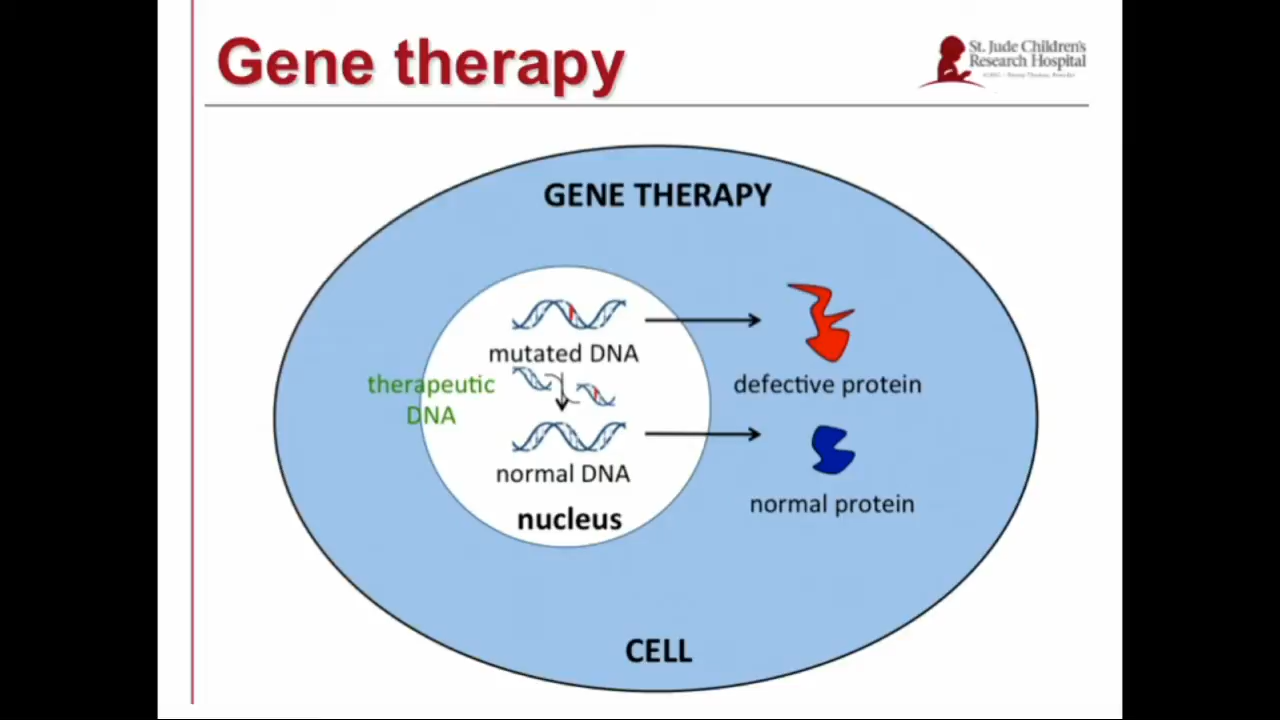 Gene therapy
St. Jude Children's
Research Hospital
GENE THERAPY
mutated DNA
therapeutic
DNA
defective protein
normal DNA
normal protein
nucleus
CELL